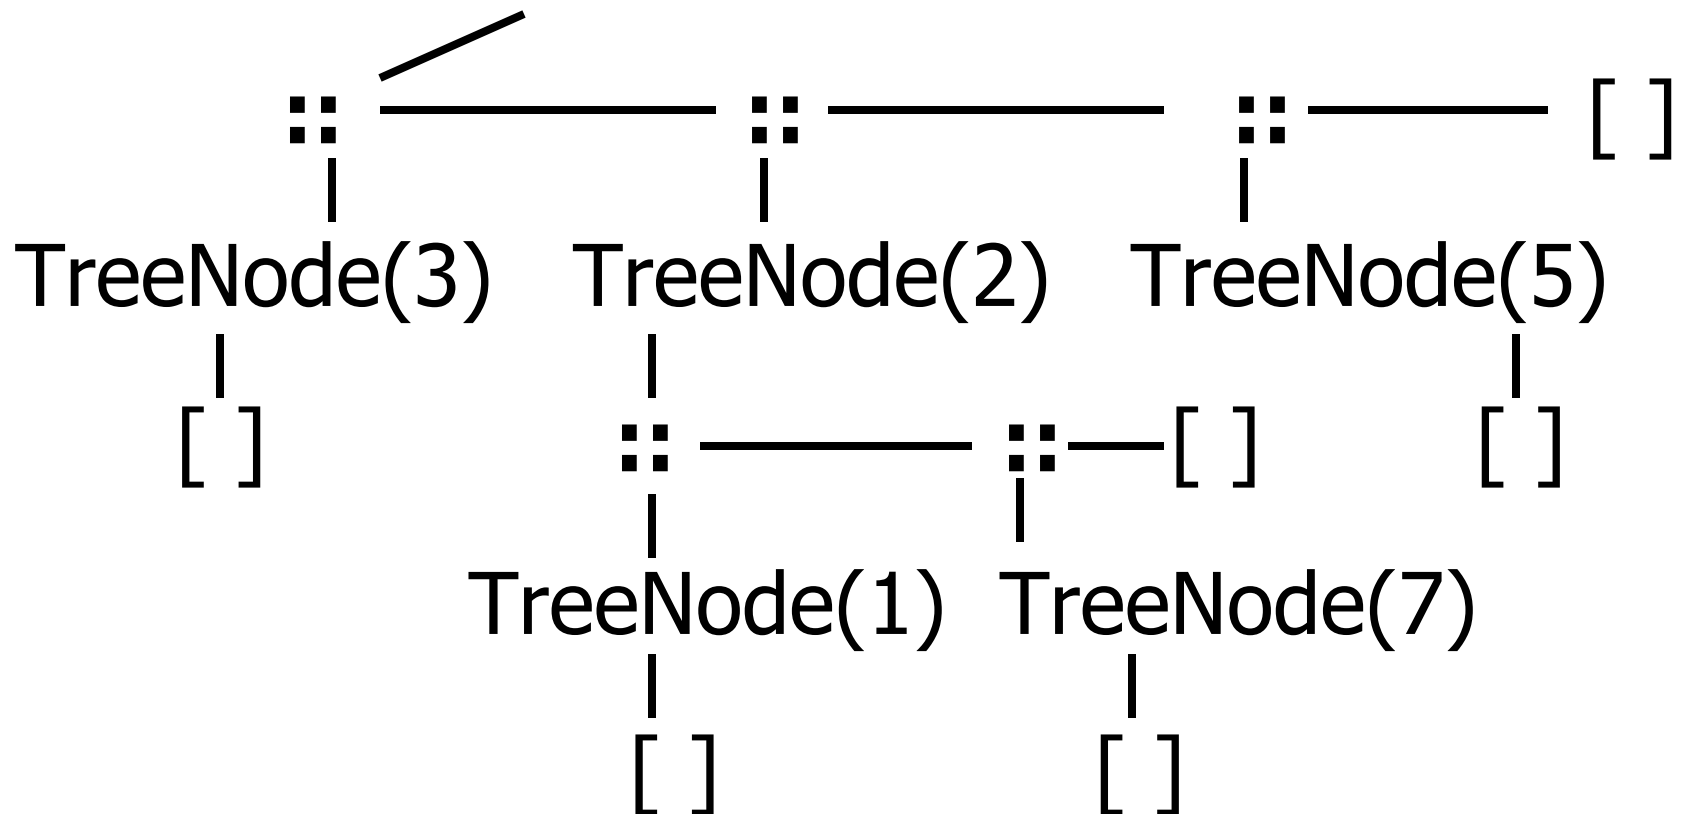 :: :: :: [ ]
TreeNode(3) TreeNode(2) TreeNode(5)
[ ] :: :: [ ] [ ]
TreeNode(1) TreeNode(7)
[ ] [ ]